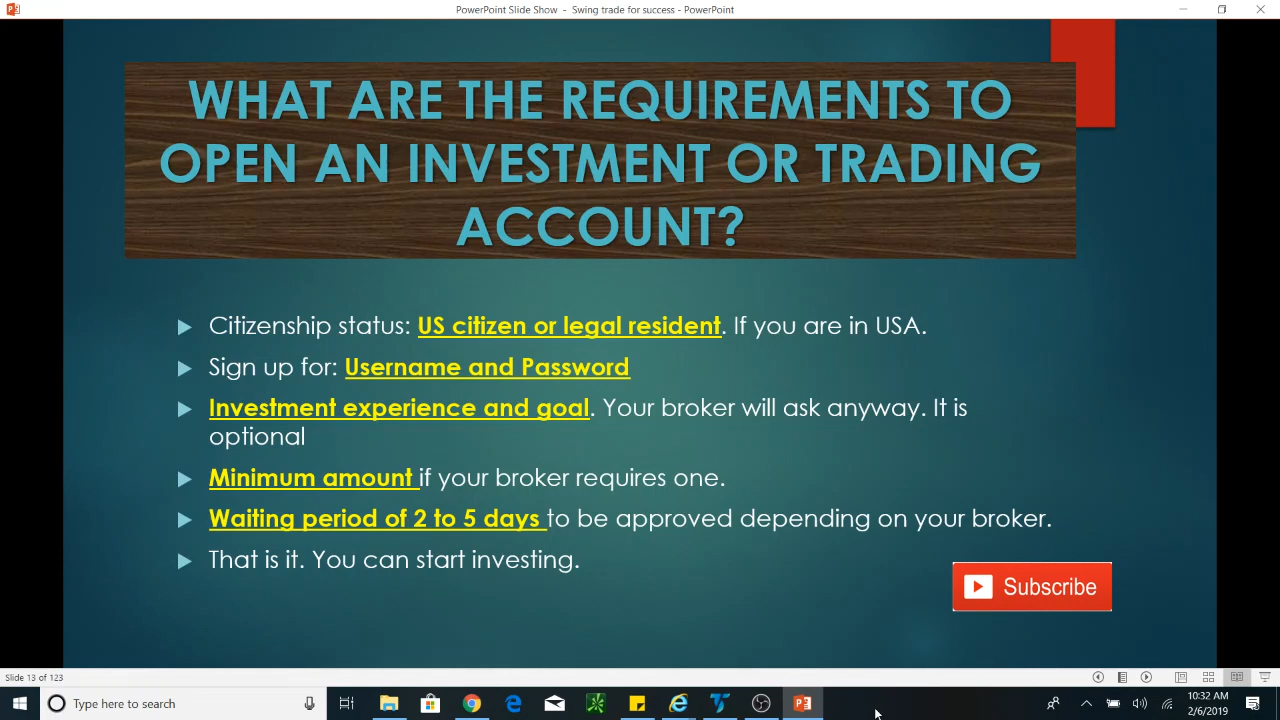 PowerPoint Slide Show - Swing trade for success - PowerPoint
WHAT ARE THE REQUIREMENTS TO
OPEN AN INVESTMENT OR TRADING
ACCOUNT?
Citizenship status: US citizen or legal resident. If you are in USA.
Sign up for: Username and Password
Investment experience and goal. Your broker will ask anyway. It is
optional
Minimum amount if your broker requires one.
Waiting period of 2 to 5 days to be approved depending on your broker.
That is it. You can start investing.
Subscribe
Slide 13 of 123
Type here to search
10:32 AM
2/6/2019